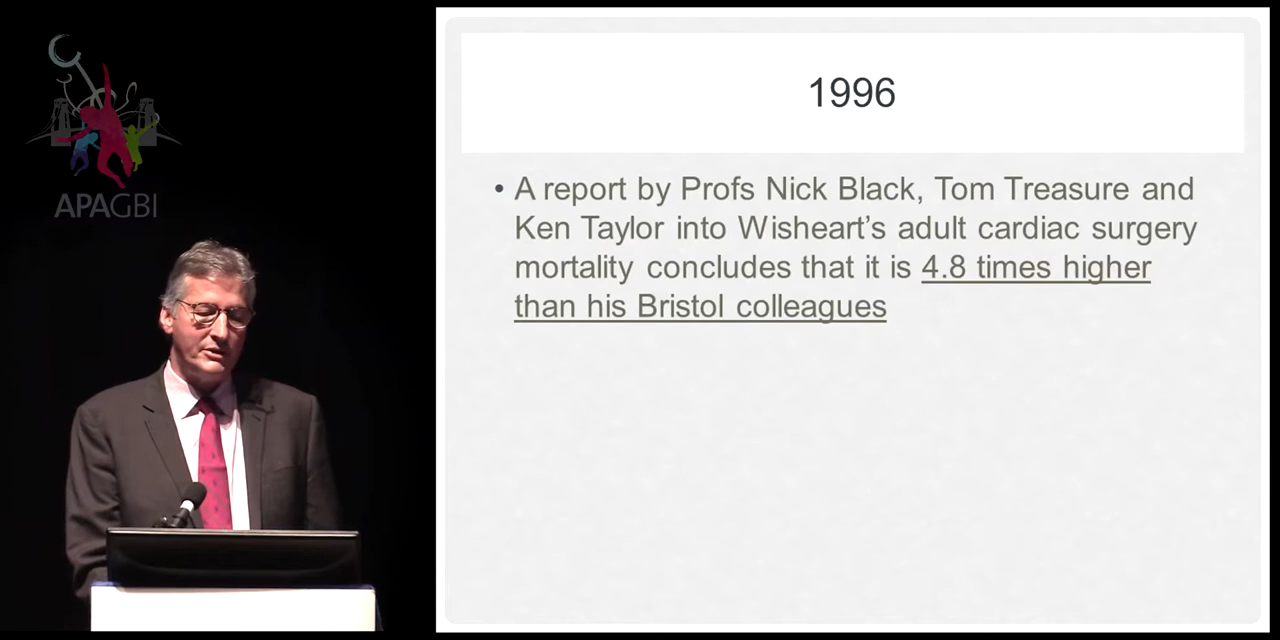 APAGBI
1996
• A report by Profs Nick Black, Tom Treasure and
Ken Taylor into Wisheart’s adult cardiac surgery
mortality concludes that it is 4.8 times higher
than his Bristol colleagues